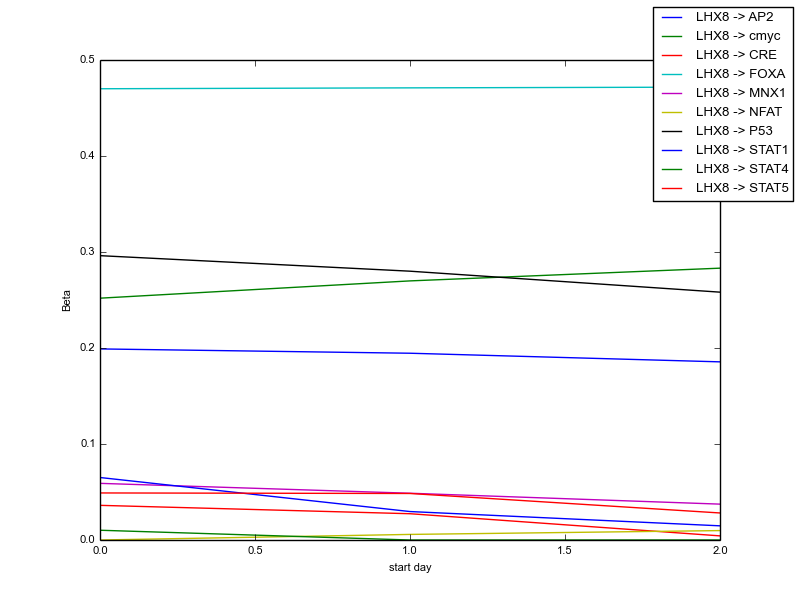 LHX8 -> AP2
LHX8 -> cmyc
LHX8 -> CRE
LHX8 -> FOXA
LHX8 -> MNX1
LHX8 -> NFAT
LHX8 -> P53
LHX8 -> STAT1
LHX8 -> STAT4
LHX8 -> STAT5
0.5
0.4
0.3
0.2
0.1
0.0
Beta
0.0 0.5 1.0 1.5 2.0
start day